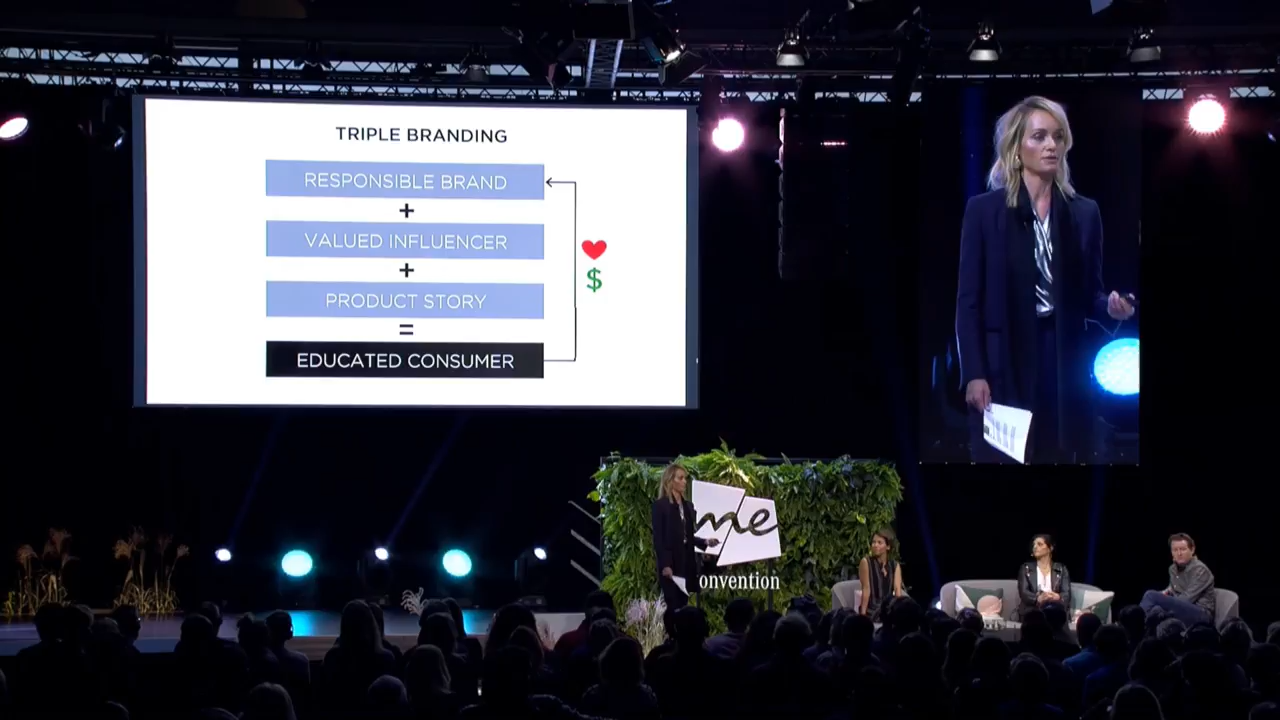 TRIPLE BRANDING
RESPONSIBLE BRAND
+
VALUED INFLUENCER
+
PRODUCT STORY
=
EDUCATED CONSUMER
$
me
onvention